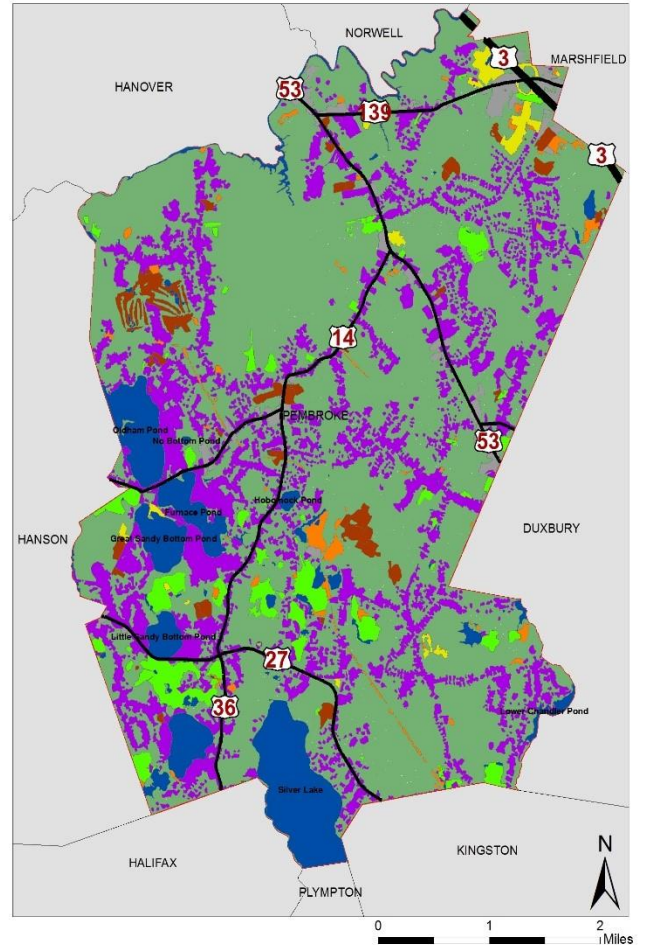 NORWELL
MARSHFIELD
HANOVER
3
53
139
3
14
PEMBROKE
Oldham Pond
No Bottom Pond
53
Hobomock Pond
Furnace Pond
HANSON
Great Sandy Bottom Pond
DUXBURY
Little Sandy Bottom Pond
27
36
Lower Chandler Pond
Silver Lake
HALIFAX
KINGSTON
PLYMPTON
N
0 1 2
Miles